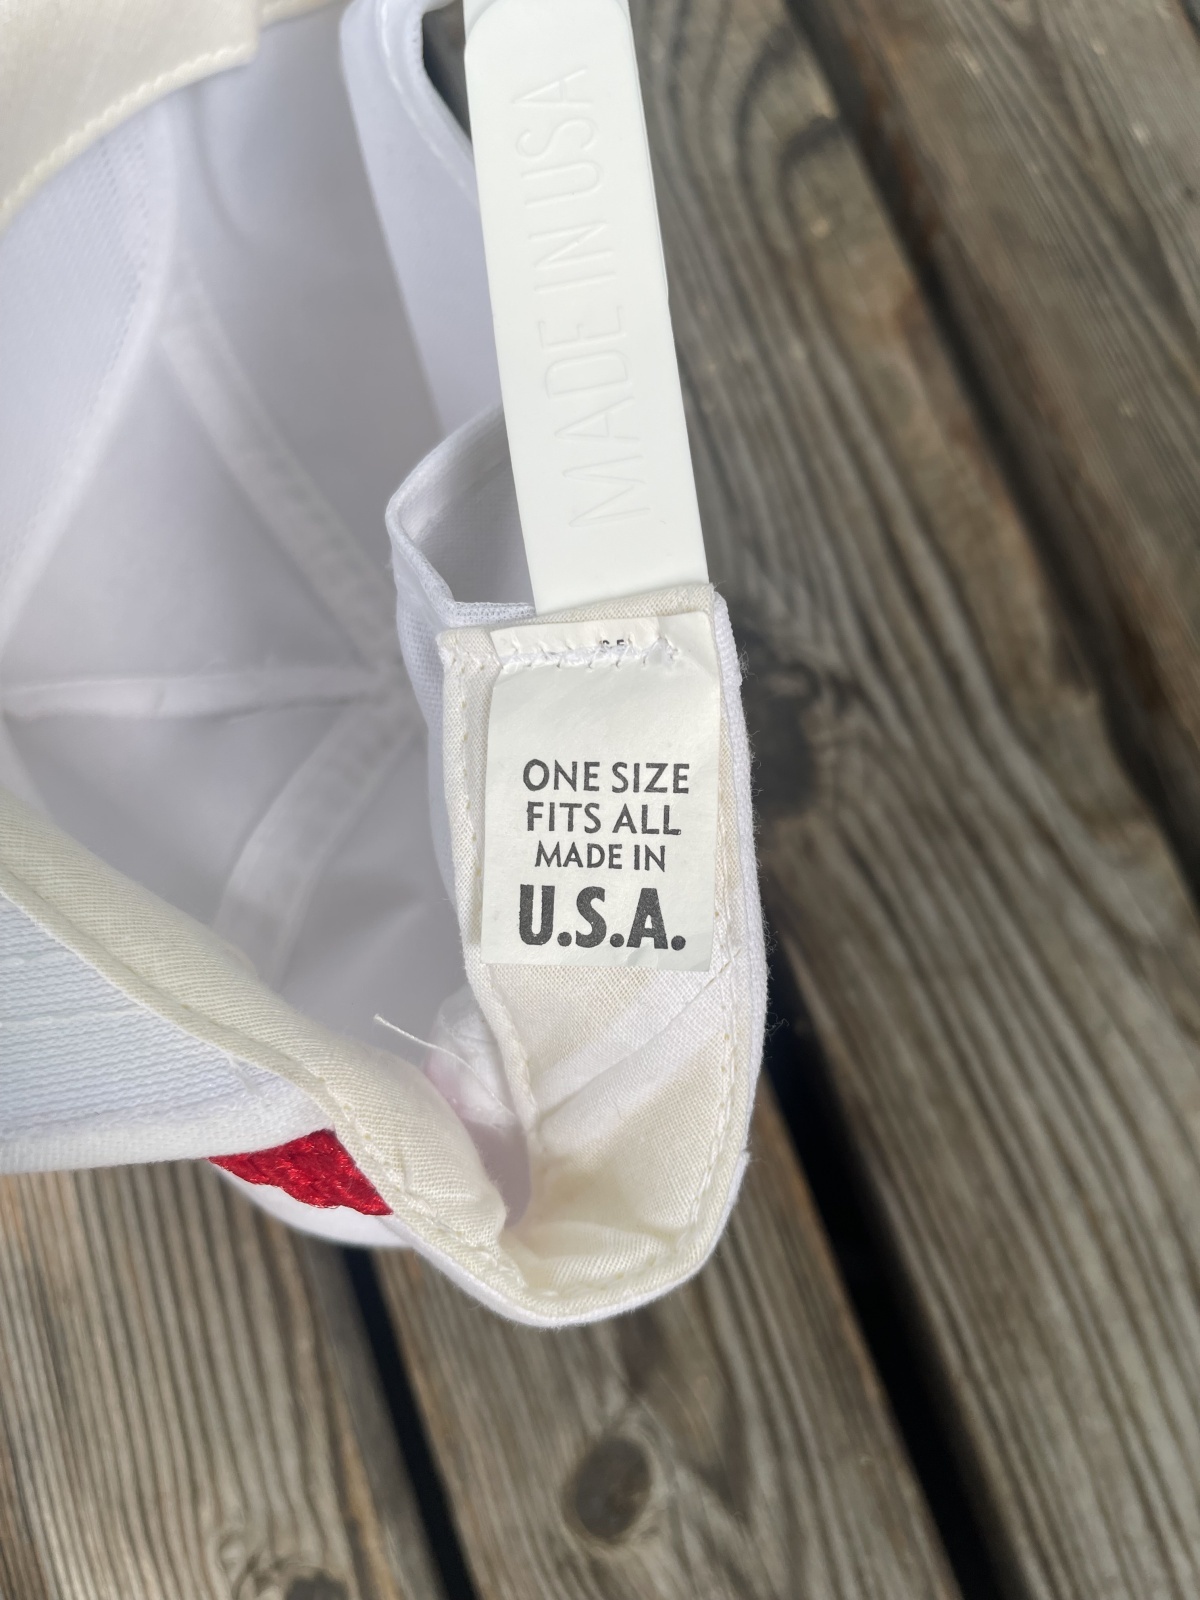 MADE IN USA
ONE SIZE
FITS ALL
MADE IN
U.S.A.